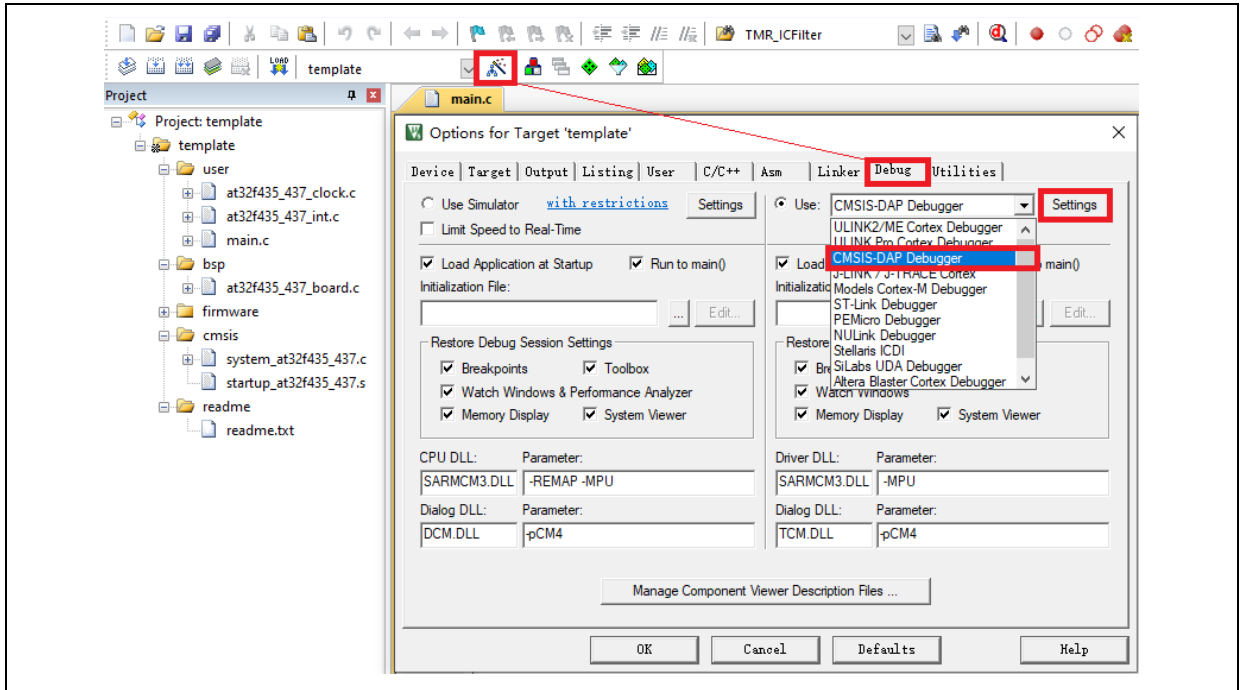 TMR_ICFilter
LOAD
template
Project
main.c
Project: template
template
user
at32f435_437_clock.c
at32f435_437_int.c
main.c
bsp
at32f435_437_board.c
firmware
cmsis
system_at32f435_437.c
startup_at32f435_437.s
readme
readme.txt
Options for Target 'template'
Device Target Output Listing User C/C++ Asm Linker Debug Utilities
Use Simulator with restrictions Settings
Limit Speed to Real-Time
Use: CMSIS-DAP Debugger Settings
ULINK2/ME Cortex Debugger
ULINK Pro Cortex Debugger
CMSIS-DAP Debugger
J-LINK / J-TRACE Cortex
Models Cortex-M Debugger
ST-Link Debugger
PEMicro Debugger
NULink Debugger
Stellaris ICDI
SiLabs UDA Debugger
Altera Blaster Cortex Debugger
Load Application at Startup Run to main()
Initialization File:
... Edit...
Restore Debug Session Settings
Breakpoints Toolbox
Watch Windows & Performance Analyzer
Memory Display System Viewer
Load main()
Edit...
Restore
Watch Windows
Memory Display System Viewer
CPU DLL: Parameter:
SARMCM3.DLL -REMAP -MPU
Dialog DLL: Parameter:
DCM.DLL -pCM4
Driver DLL: Parameter:
SARMCM3.DLL -MPU
Dialog DLL: Parameter:
TCM.DLL -pCM4
Manage Component Viewer Description Files ...
OK Cancel Defaults Help